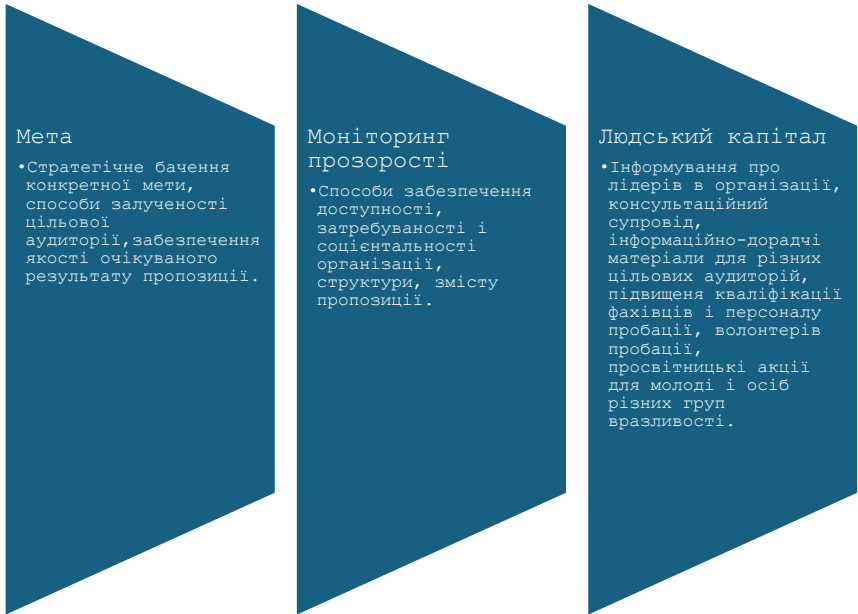 Мета
•Стратегічне бачення
конкретної мети,
способи залученості
цільової
аудиторії,забезпечення
якості очікуваного
результату пропозиції.
Моніторинг
прозорості
•Способи забезпечення
доступності,
затребуваності і
соцієнтальності
організації,
структури, змісту
пропозиції.
Людський капітал
•Інформування про
лідерів в організації,
консультаційний
супровід,
інформаційно-дорадчі
матеріали для різних
цільових аудиторій,
підвищеня кваліфікації
фахівців і персоналу
пробації, волонтерів
пробації,
просвітницькі акції
для молоді і осіб
різних груп
вразливості.